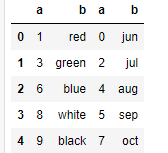 a b a b
0 1 red 0 jun
1 3 green 2 jul
2 6 blue 4 aug
3 8 white 5 sep
4 9 black 7 oct